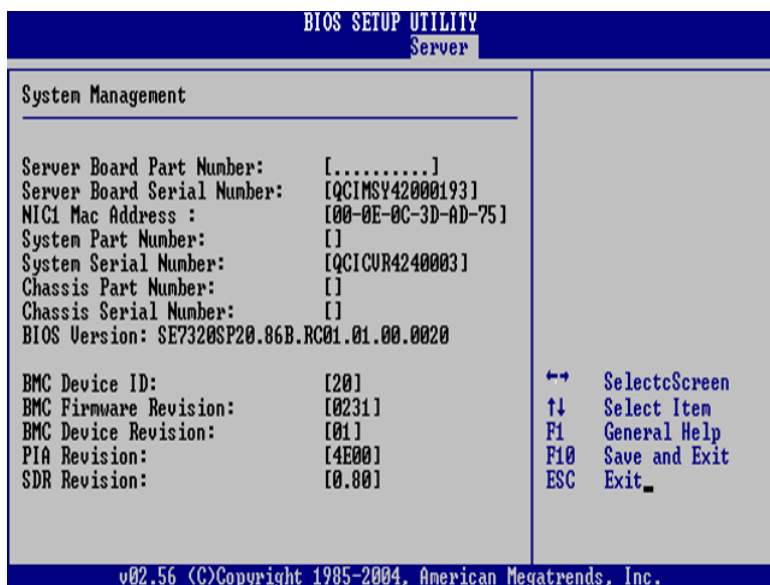 BIOS SETUP UTILITY
Server
System Management
Server Board Part Number: [..........]
Server Board Serial Number: [QCIMSY42000193]
NIC1 Mac Address : [00-0E-0C-3D-AD-75]
System Part Number: []
System Serial Number: [QCICVR4240003]
Chassis Part Number: []
Chassis Serial Number: []
BIOS Version: SE7320SP20.86B.RC01.01.00.0020
BMC Device ID: [20]
BMC Firmware Revision: [0231]
BMC Device Revision: [01]
PIA Revision: [4E00]
SDR Revision: [0.80]
←→ SelectcScreen
↑↓ Select Item
F1 General Help
F10 Save and Exit
ESC Exit
v02.56 (C)Copyright 1985-2004, American Megatrends, Inc.